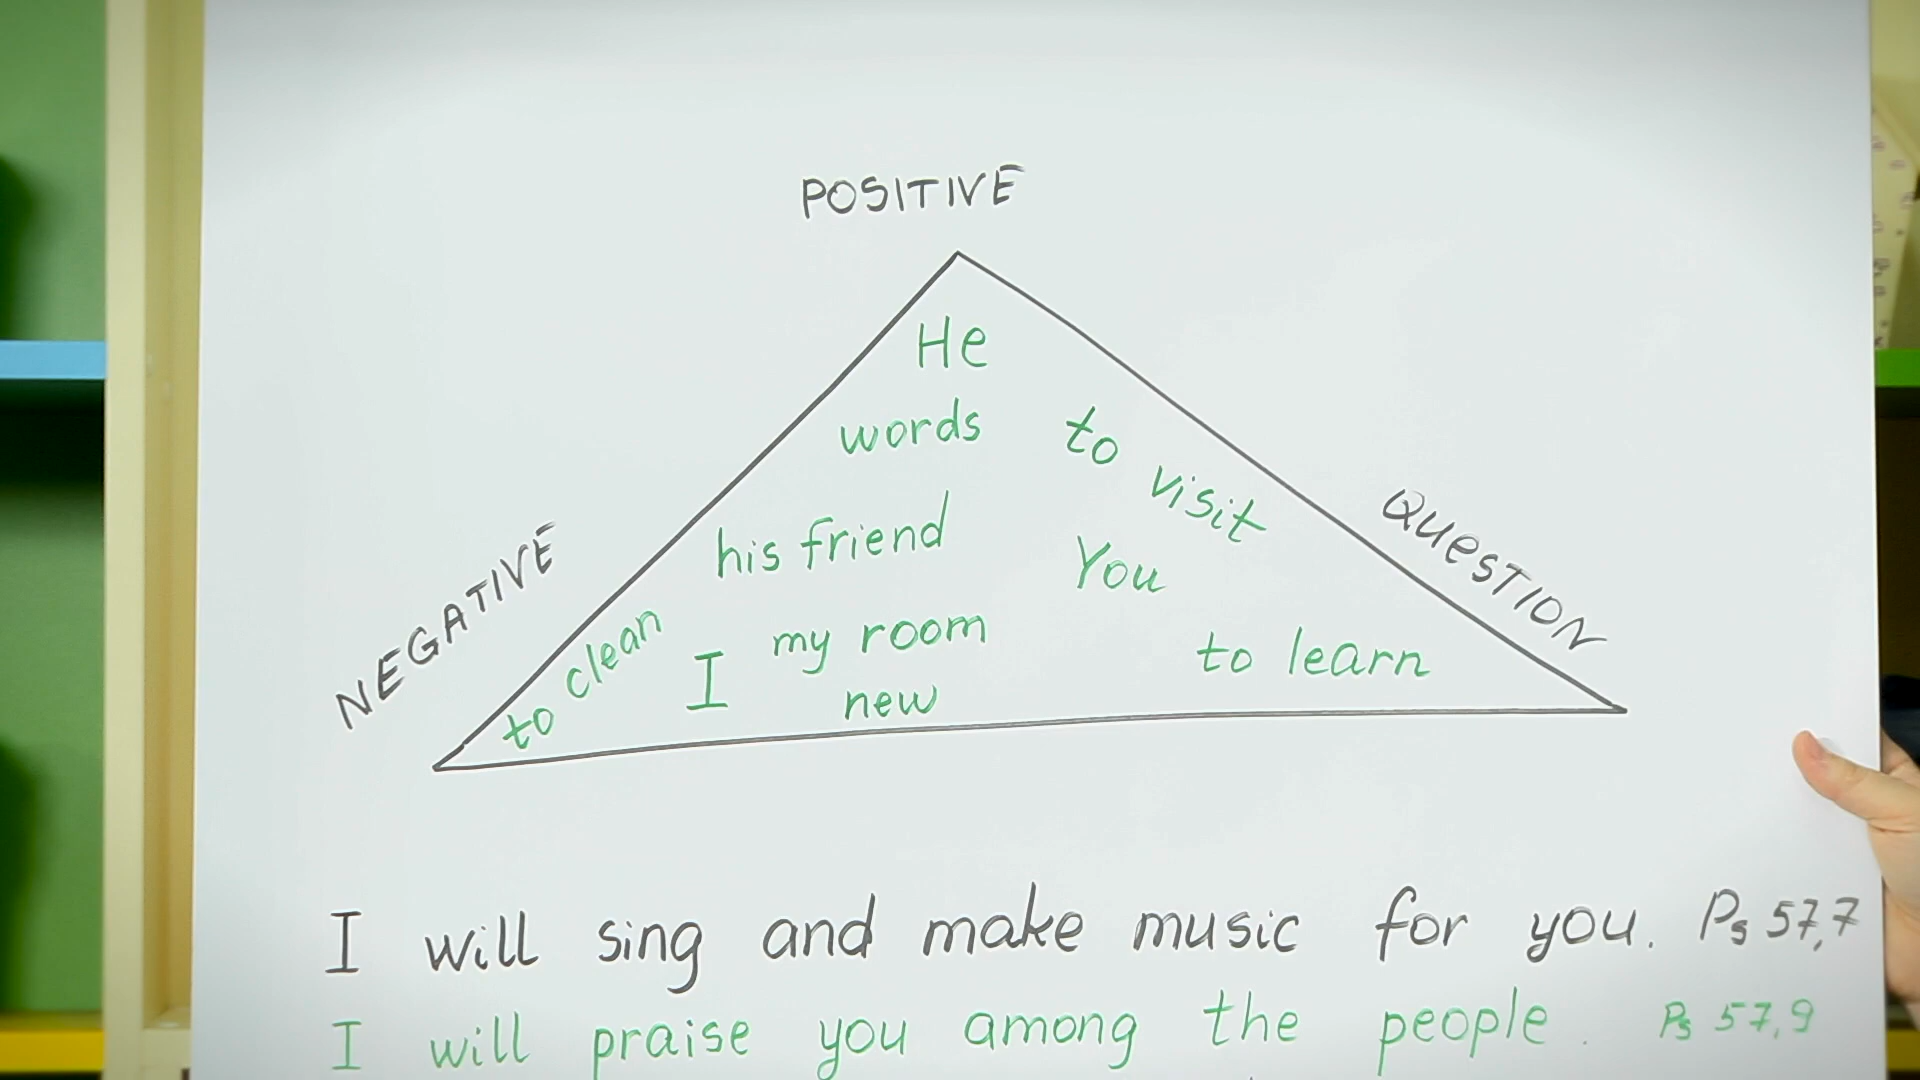 POSITIVE
NEGATIVE
QUESTION
He
words
to visit
his friend
You
to clean
I
my room
new
to learn
I will sing and make music for you. Ps 57,7
I will praise you among the people. Ps 57,9